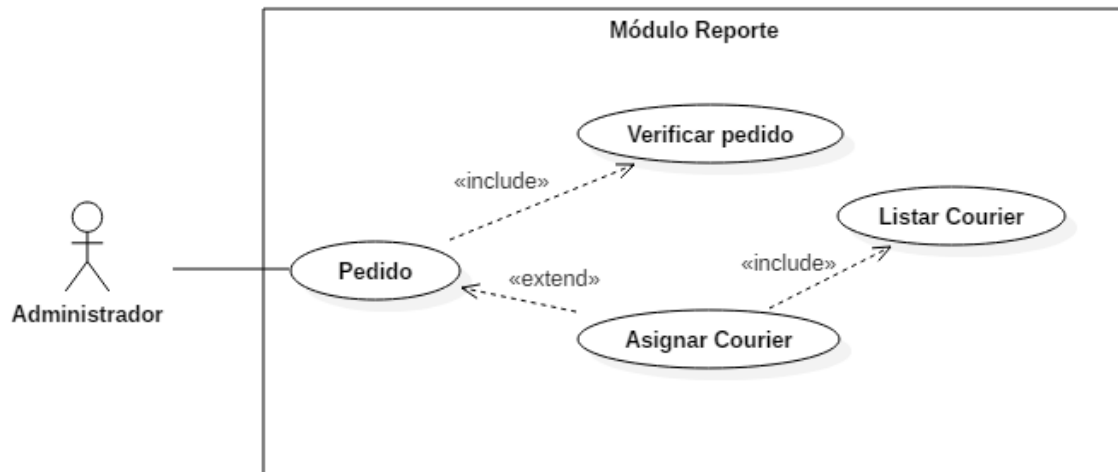 Módulo Reporte
Verificar pedido
«include»
Listar Courier
Pedido
«extend»
«include»
Administrador
Asignar Courier